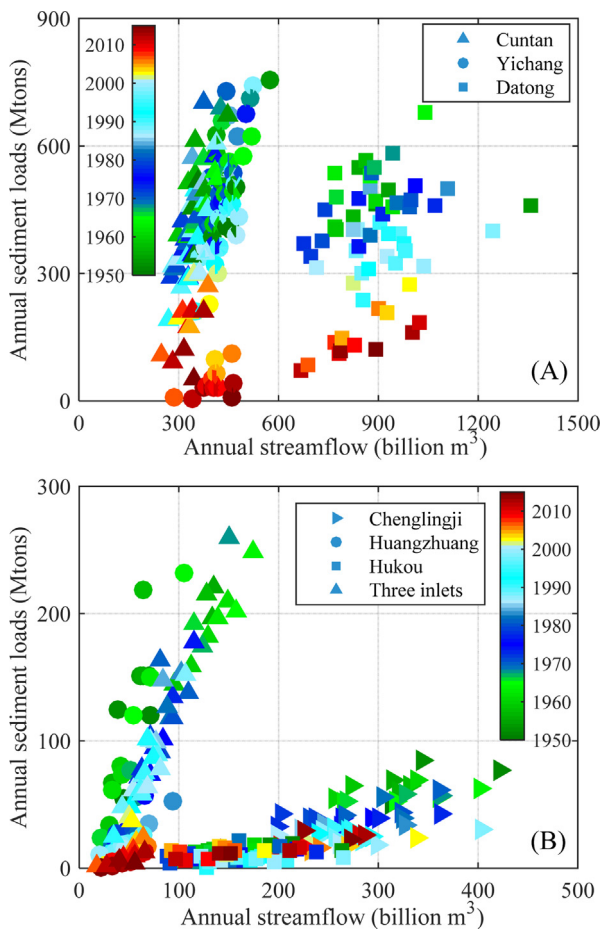 900
600
300
0
Annual sediment loads (Mtons)
2010
2000
1990
1980
1970
1960
1950
Cuntan
Yichang
Datong
(A)
0
300
600
900
1200
1500
Annual streamflow (billion m³)
300
200
100
0
Annual sediment loads (Mtons)
Chenglingji
Huangzhuang
Hukou
Three inlets
2010
2000
1990
1980
1970
1960
1950
(B)
0
100
200
300
400
500
Annual streamflow (billion m³)